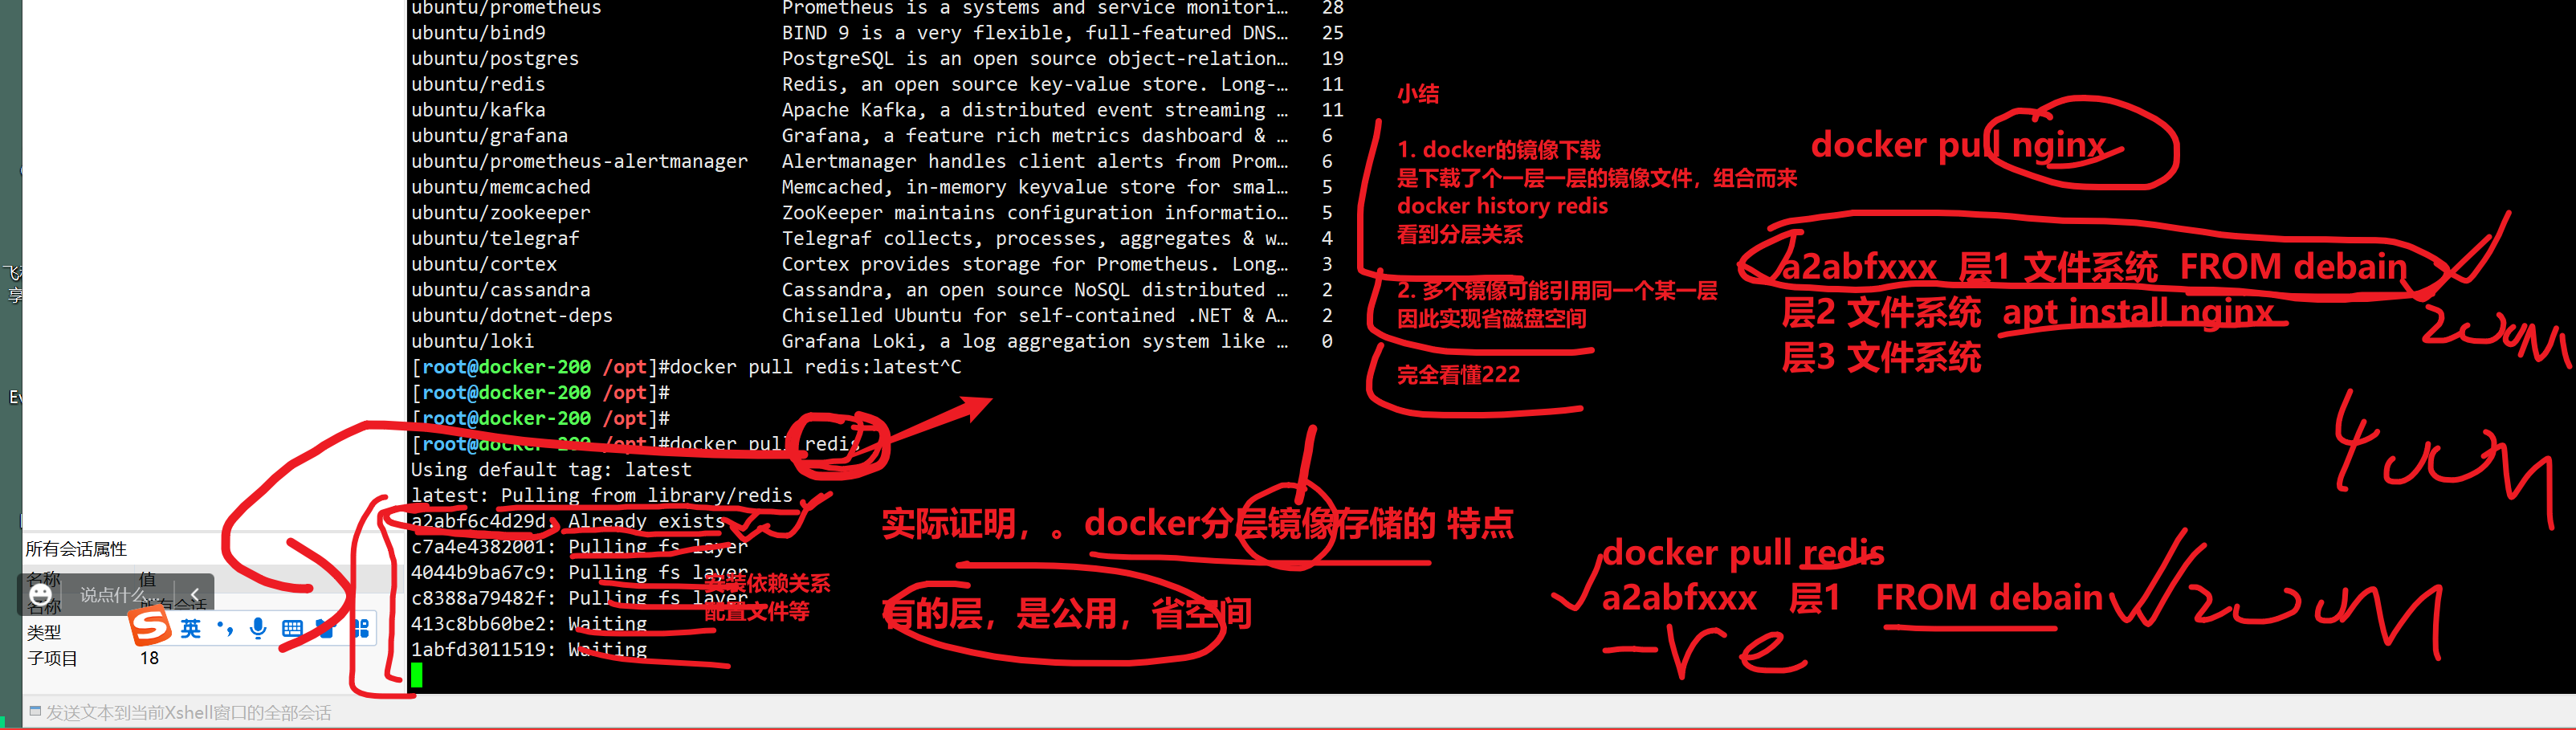 ubuntu/prometheus Prometheus is a systems and service monitori… 28
ubuntu/bind9 BIND 9 is a very flexible, full-featured DNS… 25
ubuntu/postgres PostgreSQL is an open source object-relation… 19
ubuntu/redis Redis, an open source key-value store. Long-… 11
ubuntu/kafka Apache Kafka, a distributed event streaming … 11
ubuntu/grafana Grafana, a feature rich metrics dashboard & … 6
ubuntu/prometheus-alertmanager Alertmanager handles client alerts from Prom… 6
ubuntu/memcached Memcached, in-memory keyvalue store for smal… 5
ubuntu/zookeeper ZooKeeper maintains configuration informatio… 5
ubuntu/telegraf Telegraf collects, processes, aggregates & w… 4
ubuntu/cortex Cortex provides storage for Prometheus. Long… 3
ubuntu/cassandra Cassandra, an open source NoSQL distributed … 2
ubuntu/dotnet-deps Chiselled Ubuntu for self-contained .NET & A… 2
ubuntu/loki Grafana Loki, a log aggregation system like … 0
[root@docker-200 /opt]#docker pull redis:latest^C
[root@docker-200 /opt]#
[root@docker-200 /opt]#
[root@docker-200 /opt]#docker pull redis
Using default tag: latest
latest: Pulling from library/redis
a2abf6c4d29d: Already exists
c7a4e4382001: Pulling fs layer
4044b9ba67c9: Pulling fs layer
c8388a79482f: Pulling fs layer
413c8bb60be2: Waiting
1abfd3011519: Waiting
安装依赖关系
配置文件等
小结
1. docker的镜像下载
是下载了个一层一层的镜像文件，组合而来
docker history redis
看到分层关系
2. 多个镜像可能引用同一个某一层
因此实现省磁盘空间
完全看懂222
docker pull nginx
a2abfxxx 层1 文件系统 FROM debain
层2 文件系统 apt install nginx
层3 文件系统
200M
400M
实际证明，。docker分层镜像存储的 特点
有的层，是公用，省空间
docker pull redis
a2abfxxx 层1 FROM debain
200M
-re
所有会话属性
名称 值
说点什么...
名称 所有会话
英
类型
子项目 18
发送文本到当前Xshell窗口的全部会话